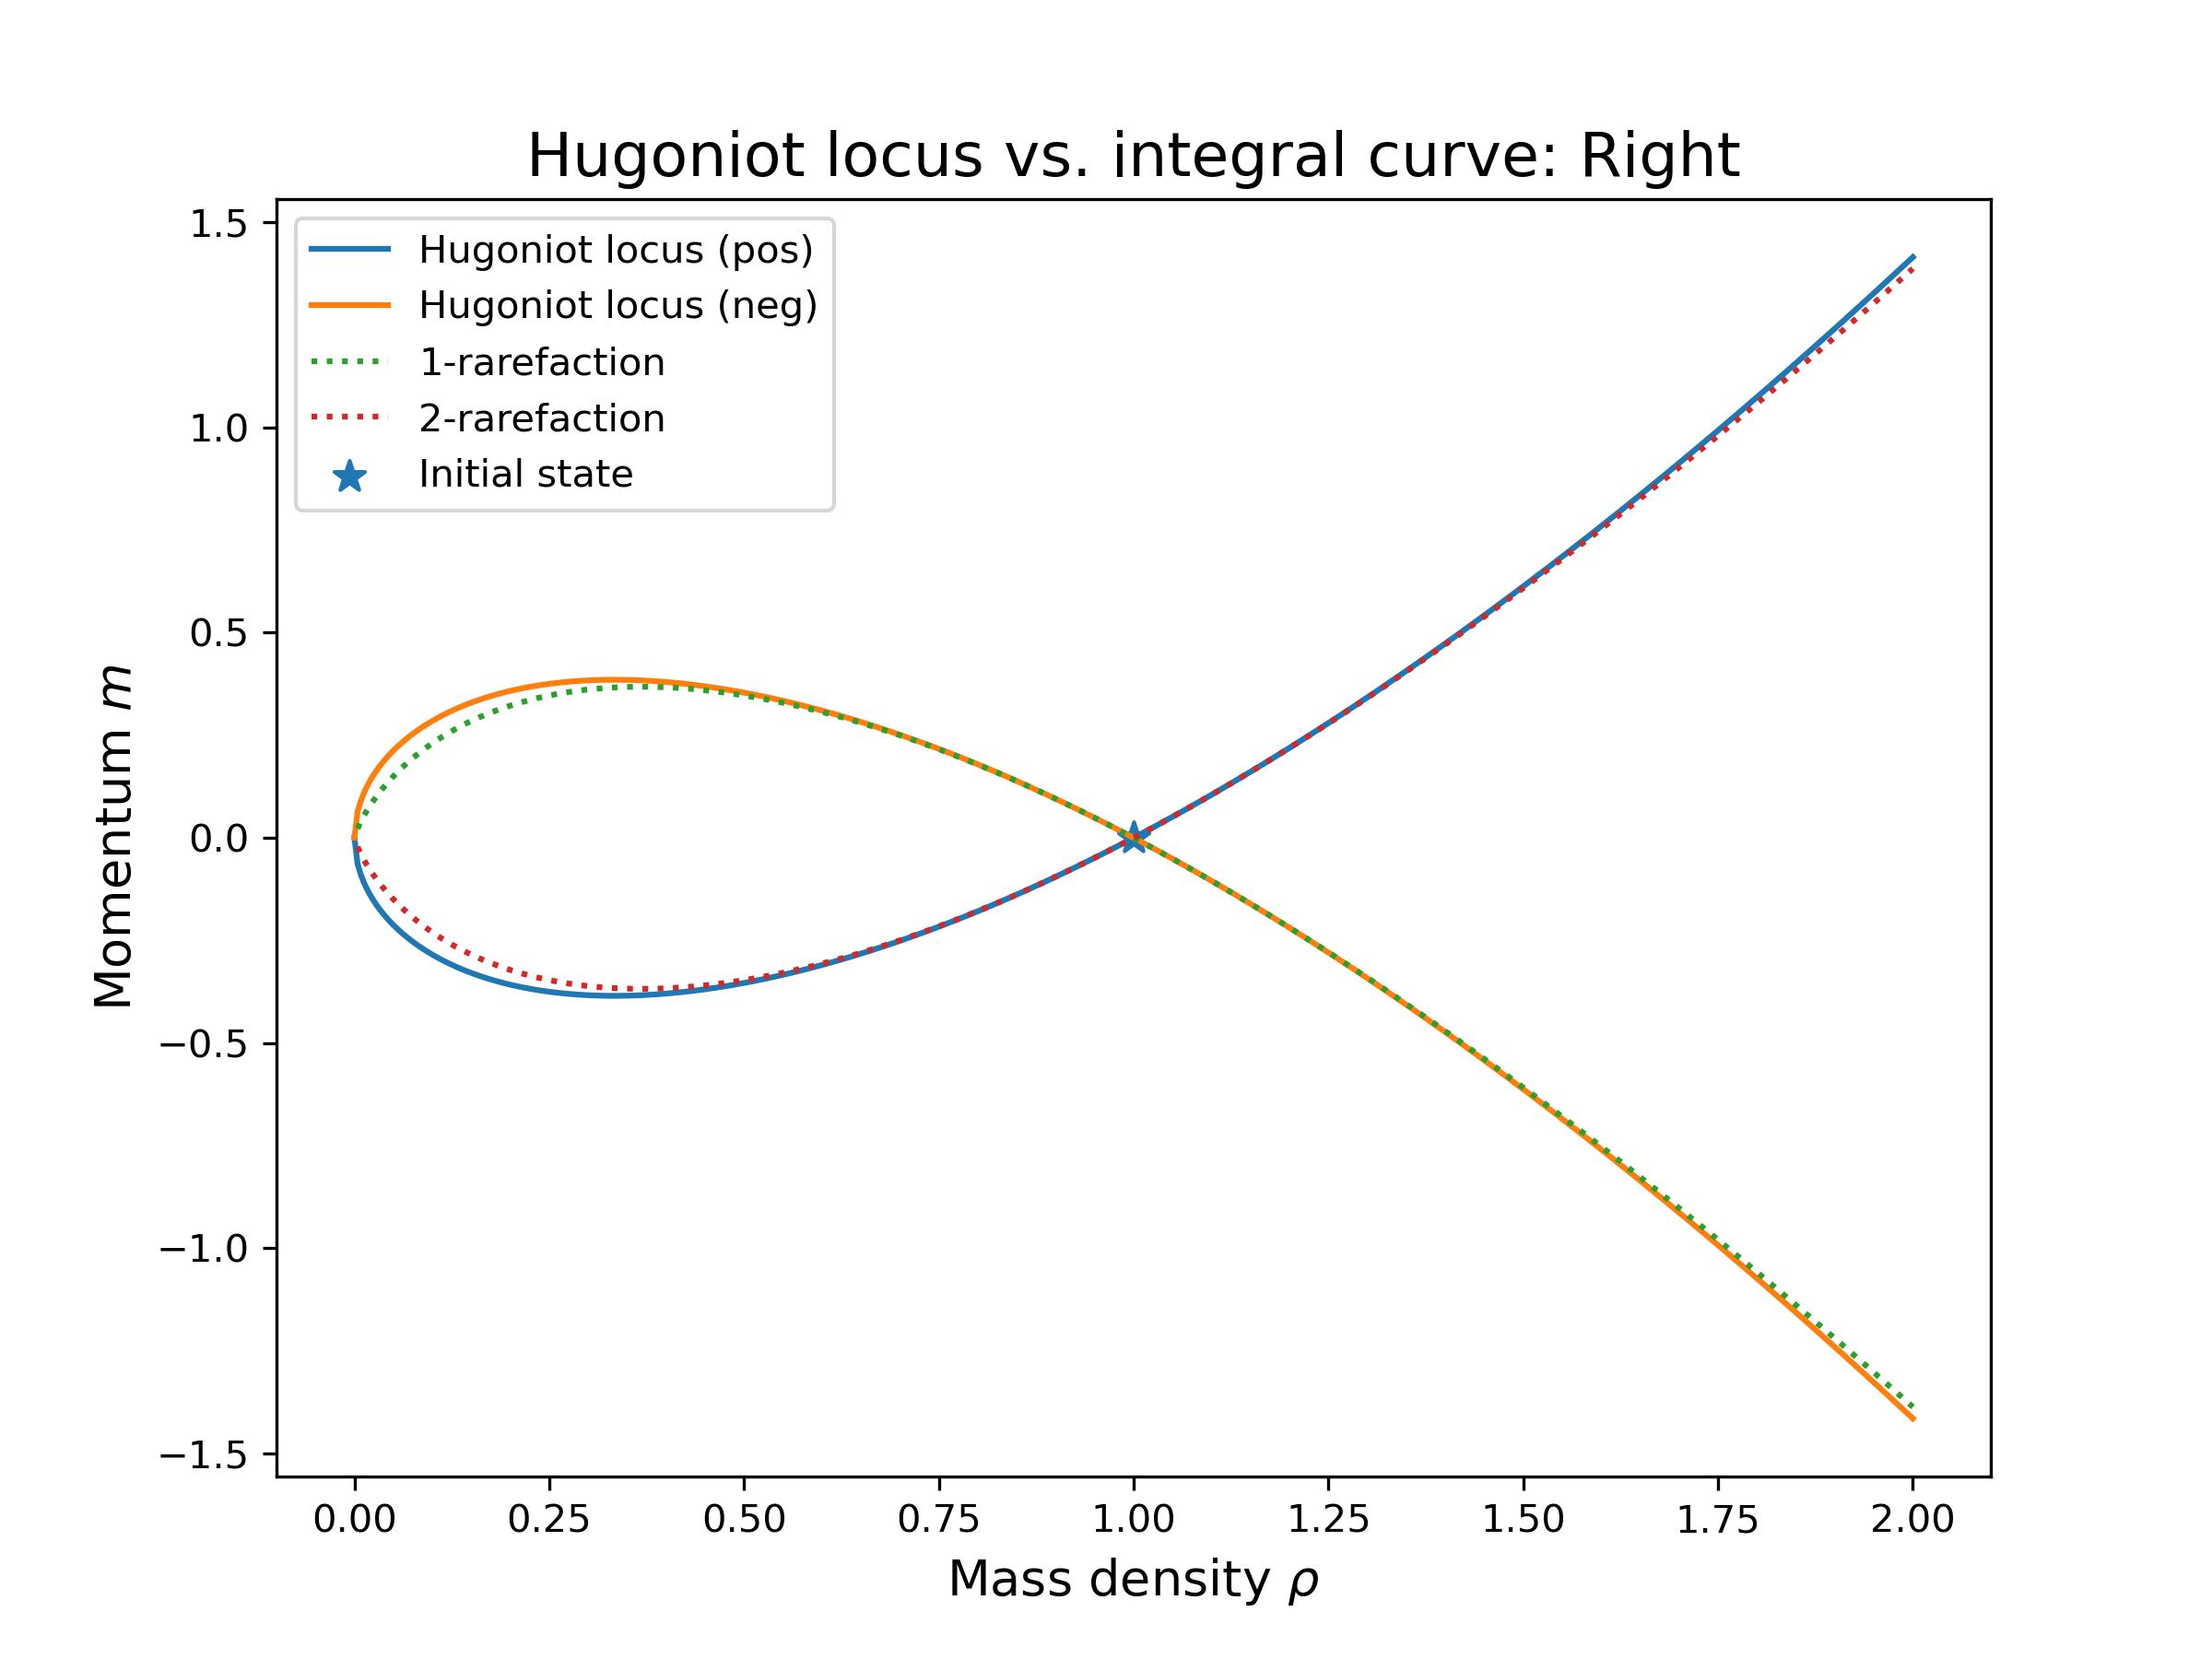 Hugoniot locus vs. integral curve: Right
Hugoniot locus (pos)
Hugoniot locus (neg)
1-rarefaction
2-rarefaction
Initial state
1.5
1.0
0.5
0.0
−0.5
−1.0
−1.5
Momentum m
0.00 0.25 0.50 0.75 1.00 1.25 1.50 1.75 2.00
Mass density ρ